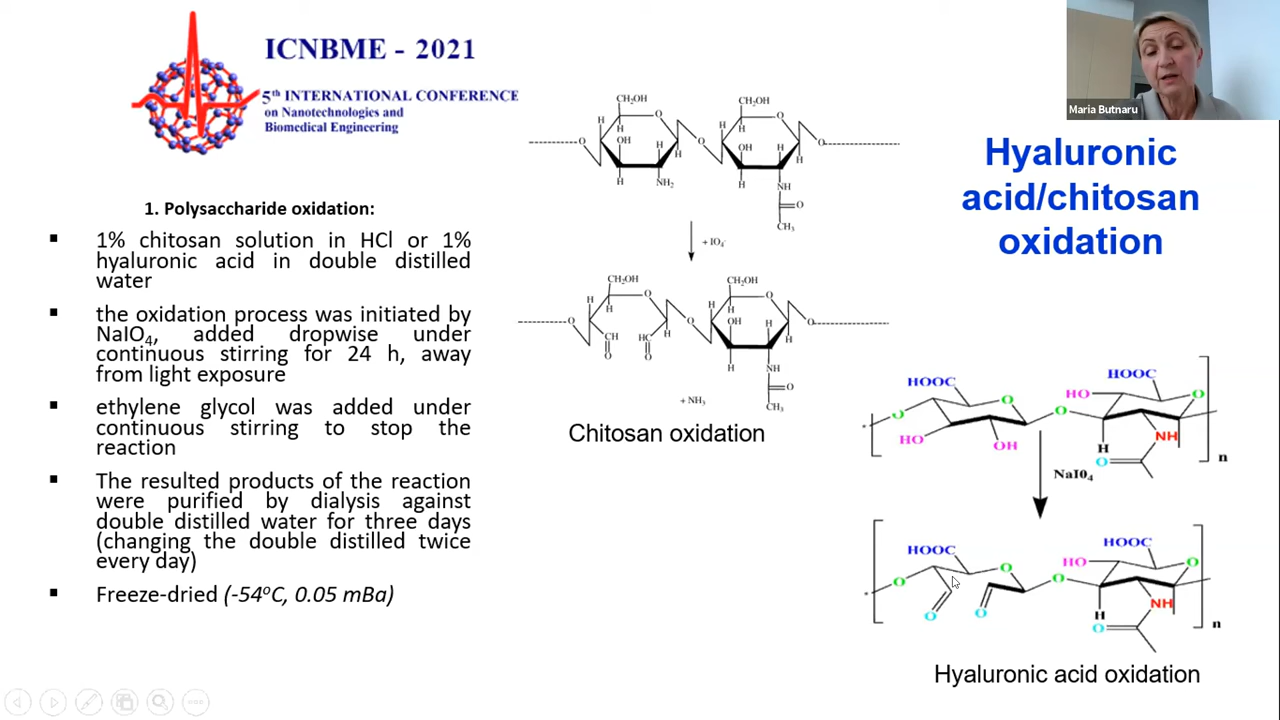 ICNBME - 2021
5th INTERNATIONAL CONFERENCE
on Nanotechnologies and
Biomedical Engineering
Maria Butnaru
Hyaluronic
acid/chitosan
oxidation
1. Polysaccharide oxidation:
▪ 1% chitosan solution in HCl or 1%
hyaluronic acid in double distilled
water
▪ the oxidation process was initiated by
NaIO4, added dropwise under
continuous stirring for 24 h, away
from light exposure
▪ ethylene glycol was added under
continuous stirring to stop the
reaction
▪ The resulted products of the reaction
were purified by dialysis against
double distilled water for three days
(changing the double distilled twice
every day)
▪ Freeze-dried (-54oC, 0.05 mBa)
CH2OH
CH2OH
O
O
H
H
H
H
O
OH
H
H
O
OH
H
H
O
H
NH2
H
NH
O
CH3
+ IO4-
CH2OH
CH2OH
O
O
H
H
H
H
O
CH
HC
H
O
OH
H
H
O
O
O
H
NH
O
CH3
+ NH3
Chitosan oxidation
HOOC
HOOC
O
HO
O
O
O
HO
OH
H
NH
O
n
NaI04
HOOC
HOOC
O
HO
O
O
O
O
O
H
NH
O
n
Hyaluronic acid oxidation